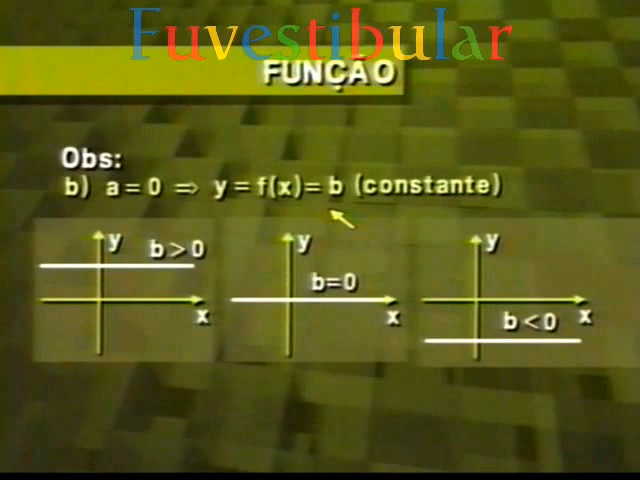 Fuvestibular
FUNÇÃO
Obs:
b) a = 0 ⇒ y = f(x) = b (constante)
y b > 0
x
y
b=0
x
y
b < 0 x